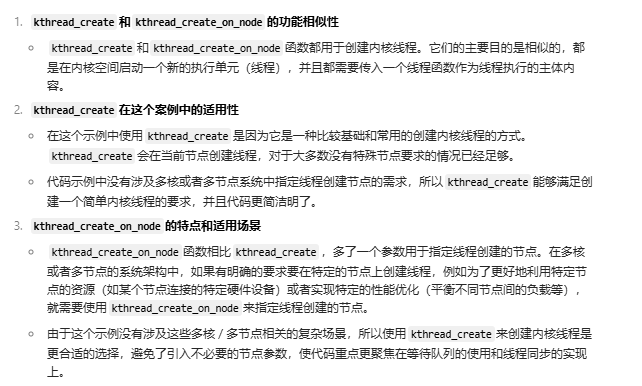 1. kthread_create 和 kthread_create_on_node 的功能相似性
○ kthread_create 和 kthread_create_on_node 函数都用于创建内核线程。它们的主要目的是相似的，都
是在内核空间启动一个新的执行单元（线程），并且都需要传入一个线程函数作为线程执行的主体内
容。
2. kthread_create 在这个案例中的适用性
○ 在这个示例中使用 kthread_create 是因为它是一种比较基础和常用的创建内核线程的方式。
kthread_create 会在当前节点创建线程，对于大多数没有特殊节点要求的情况已经足够。
○ 代码示例中没有涉及多核或者多节点系统中指定线程创建节点的需求，所以 kthread_create 能够满足创
建一个简单内核线程的要求，并且代码更简洁明了。
3. kthread_create_on_node 的特点和适用场景
○ kthread_create_on_node 函数相比 kthread_create ，多了一个参数用于指定线程创建的节点。在多核
或者多节点的系统架构中，如果有明确的要求要在特定的节点上创建线程，例如为了更好地利用特定节
点的资源（如某个节点连接的特定硬件设备）或者实现特定的性能优化（平衡不同节点间的负载等），
就需要使用 kthread_create_on_node 来指定线程创建的节点。
○ 由于这个示例没有涉及这些多核 / 多节点相关的复杂场景，所以使用 kthread_create 来创建内核线程是
更合适的选择，避免了引入不必要的节点参数，使代码重点更聚焦在等待队列的使用和线程同步的实现
上。